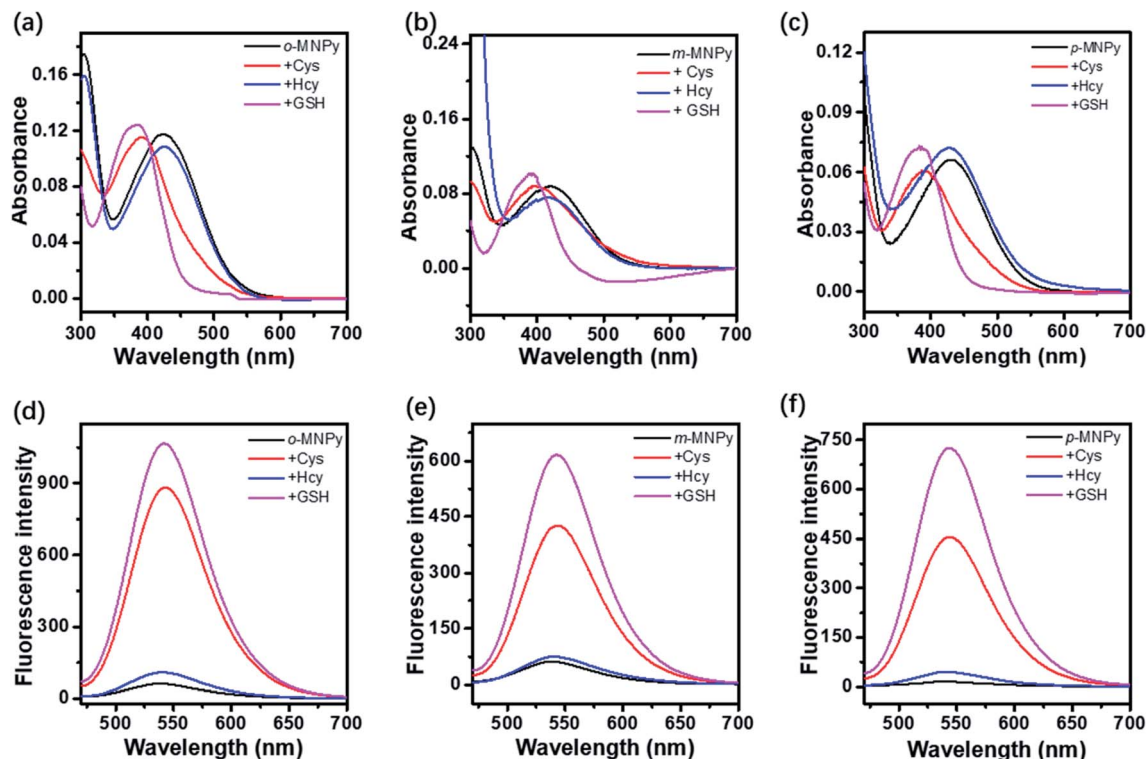 (a)
o-MNPy
+Cys
+Hcy
+GSH
0.16
0.12
0.08
0.04
0.00
Absorbance
300 400 500 600 700
Wavelength (nm)
(b)
m-MNPy
+ Cys
+ Hcy
+ GSH
0.24
0.16
0.08
0.00
Absorbance
300 400 500 600 700
Wavelength (nm)
(c)
p-MNPy
+Cys
+Hcy
+GSH
0.12
0.09
0.06
0.03
0.00
Absorbance
300 400 500 600 700
Wavelength (nm)
(d)
o-MNPy
+Cys
+Hcy
+GSH
900
600
300
0
Fluorescence intensity
500 550 600 650 700
Wavelength (nm)
(e)
m-MNPy
+Cys
+Hcy
+GSH
600
450
300
150
0
Fluorescence intensity
500 550 600 650 700
Wavelength (nm)
(f)
p-MNPy
+Cys
+Hcy
+GSH
750
600
450
300
150
0
Fluorescence intensity
500 550 600 650 700
Wavelength (nm)